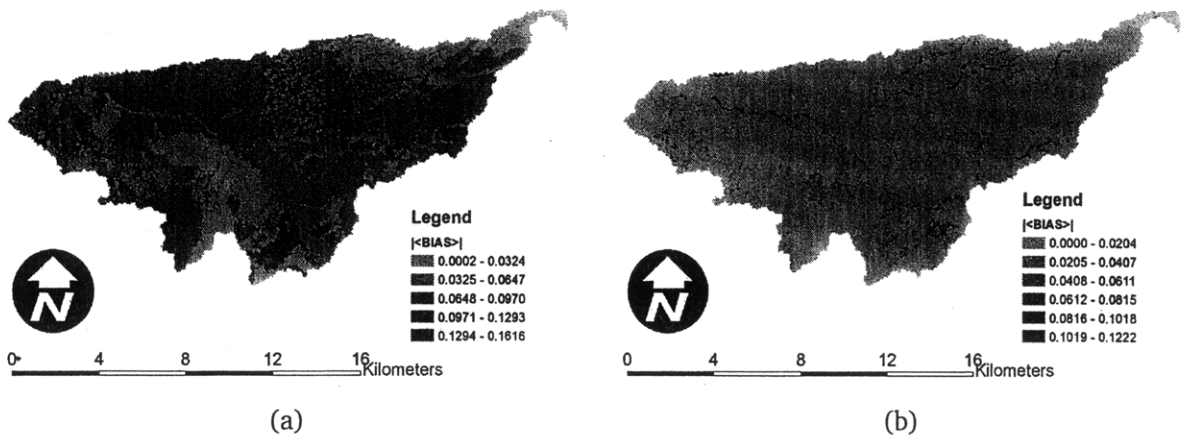 Legend
|<BIAS>|
0.0002 - 0.0324
0.0325 - 0.0647
0.0648 - 0.0970
0.0971 - 0.1293
0.1294 - 0.1616
N
0 4 8 12 16
Kilometers
(a)
Legend
|<BIAS>|
0.0000 - 0.0204
0.0205 - 0.0407
0.0408 - 0.0611
0.0612 - 0.0815
0.0816 - 0.1018
0.1019 - 0.1222
N
0 4 8 12 16
Kilometers
(b)